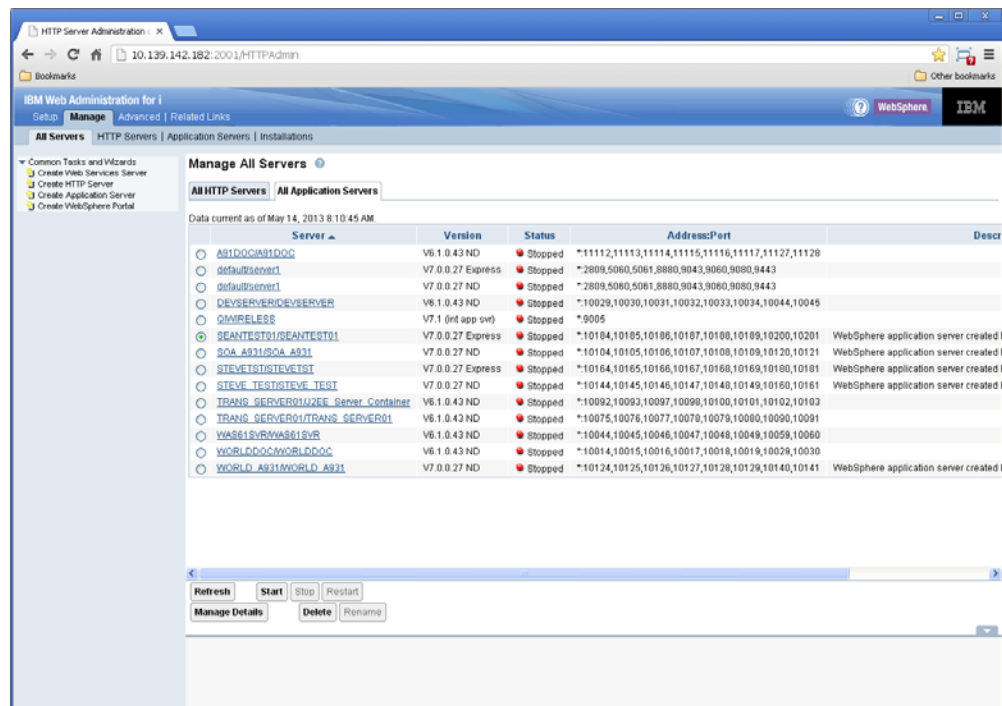 HTTP Server Administration
10.139.142.182:2001/HTTPAdmin
Bookmarks Other bookmarks
IBM Web Administration for i
WebSphere. IBM
Setup Manage Advanced | Related Links
All Servers HTTP Servers | Application Servers | Installations
Common Tasks and Wizards
Create Web Services Server
Create HTTP Server
Create Application Server
Create WebSphere Portal
Manage All Servers
All HTTP Servers All Application Servers
Data current as of May 14, 2013 8:10:45 AM.
Server Version Status Address:Port Descr
A91DOC/A91DOC V6.1.0.43 ND Stopped *:11112,11113,11114,11115,11116,11117,11127,11128
default/server1 V7.0.0.27 Express Stopped *:2809,5060,5061,8880,9043,9060,9080,9443
default/server1 V7.0.0.27 ND Stopped *:2809,5060,5061,8880,9043,9060,9080,9443
DEVSERVER/DEVSERVER V6.1.0.43 ND Stopped *:10029,10030,10031,10032,10033,10034,10044,10045
QIWIRELESS V7.1 (int app svr) Stopped *:9005
SEANTEST01/SEANTEST01 V7.0.0.27 Express Stopped *:10184,10185,10186,10187,10188,10189,10200,10201 WebSphere application server created
SOA_A931/SOA_A931 V7.0.0.27 ND Stopped *:10104,10105,10106,10107,10108,10109,10120,10121 WebSphere application server created
STEVETST/STEVETST V7.0.0.27 Express Stopped *:10164,10165,10166,10167,10168,10169,10180,10181 WebSphere application server created
STEVE_TEST/STEVE_TEST V7.0.0.27 ND Stopped *:10144,10145,10146,10147,10148,10149,10160,10161 WebSphere application server created
TRANS_SERVER01/J2EE_Server_Container V6.1.0.43 ND Stopped *:10092,10093,10097,10098,10100,10101,10102,10103
TRANS_SERVER01/TRANS_SERVER01 V6.1.0.43 ND Stopped *:10075,10076,10077,10078,10079,10080,10090,10091
WAS61SVR/WAS61SVR V6.1.0.43 ND Stopped *:10044,10045,10046,10047,10048,10049,10059,10060
WORLDDOC/WORLDDOC V6.1.0.43 ND Stopped *:10014,10015,10016,10017,10018,10019,10029,10030
WORLD_A931/WORLD_A931 V7.0.0.27 ND Stopped *:10124,10125,10126,10127,10128,10129,10140,10141 WebSphere application server created
Refresh Start Stop Restart
Manage Details Delete Rename